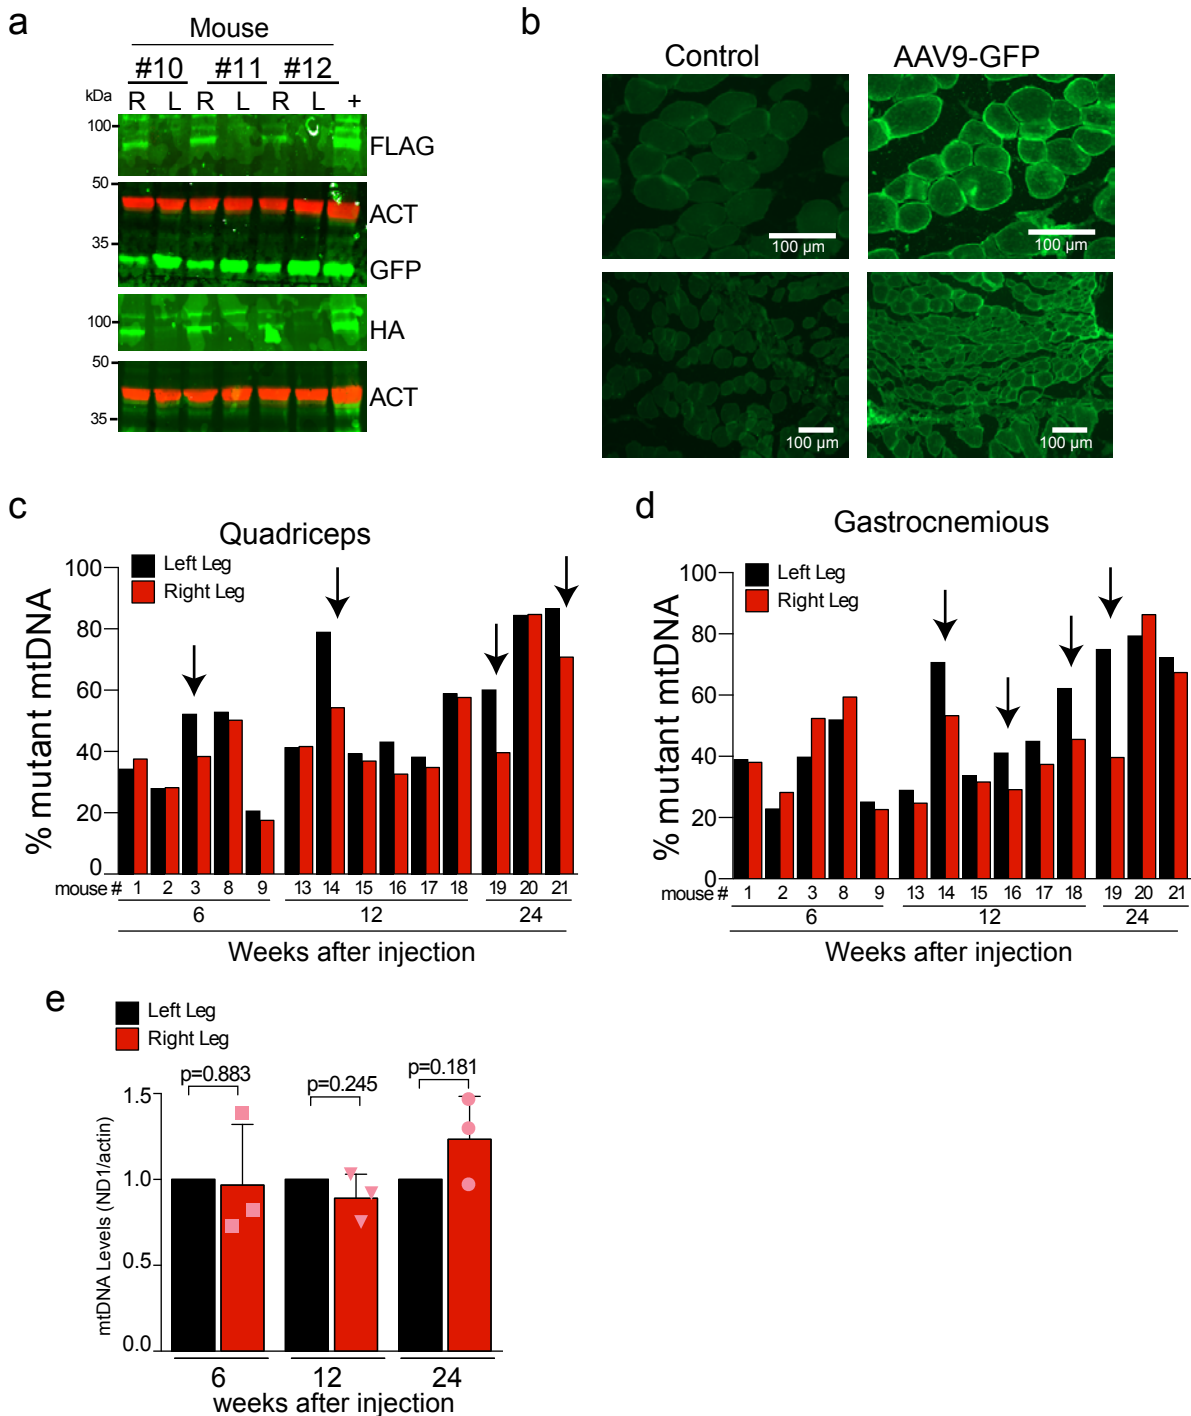 a
Mouse
#10 #11 #12
kDa R L R L R L +
100
FLAG
50
ACT
35
GFP
100
HA
50
ACT
35
b
Control AAV9-GFP
100 µm 100 µm
100 µm 100 µm
c
Quadriceps
Left Leg
Right Leg
% mutant mtDNA
100
80
60
40
20
0
mouse # 1 2 3 8 9 13 14 15 16 17 18 19 20 21
6 12 24
Weeks after injection
d
Gastrocnemious
Left Leg
Right Leg
% mutant mtDNA
100
80
60
40
20
0
mouse # 1 2 3 8 9 13 14 15 16 17 18 19 20 21
6 12 24
Weeks after injection
e
Left Leg
Right Leg
p=0.883 p=0.245 p=0.181
mtDNA Levels (ND1/actin)
1.5
1.0
0.5
0.0
6 12 24
weeks after injection